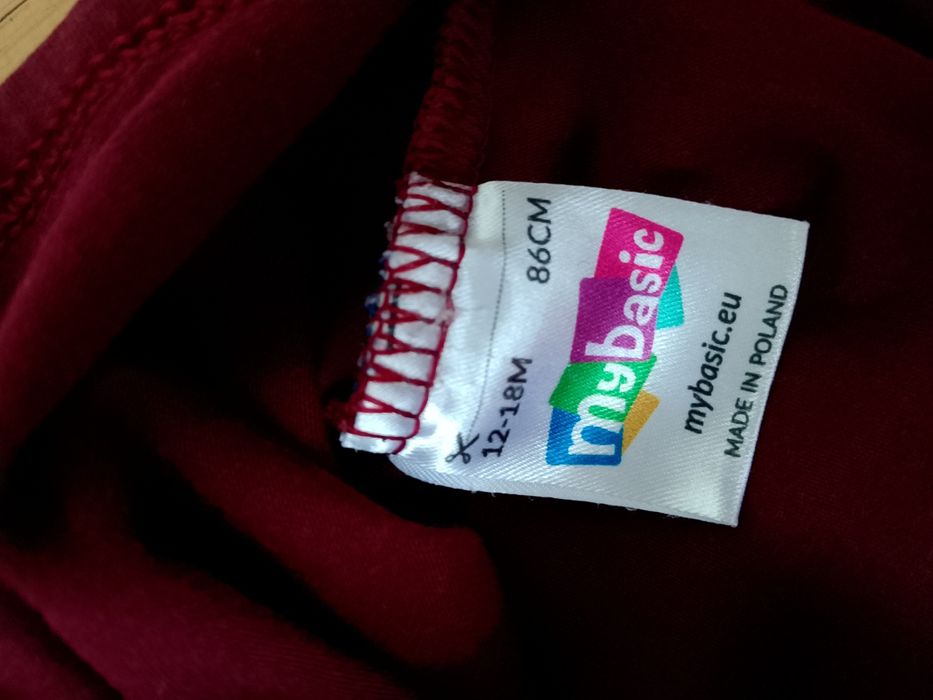 12-18M 86CM
mybasic
mybasic.eu
MADE IN POLAND